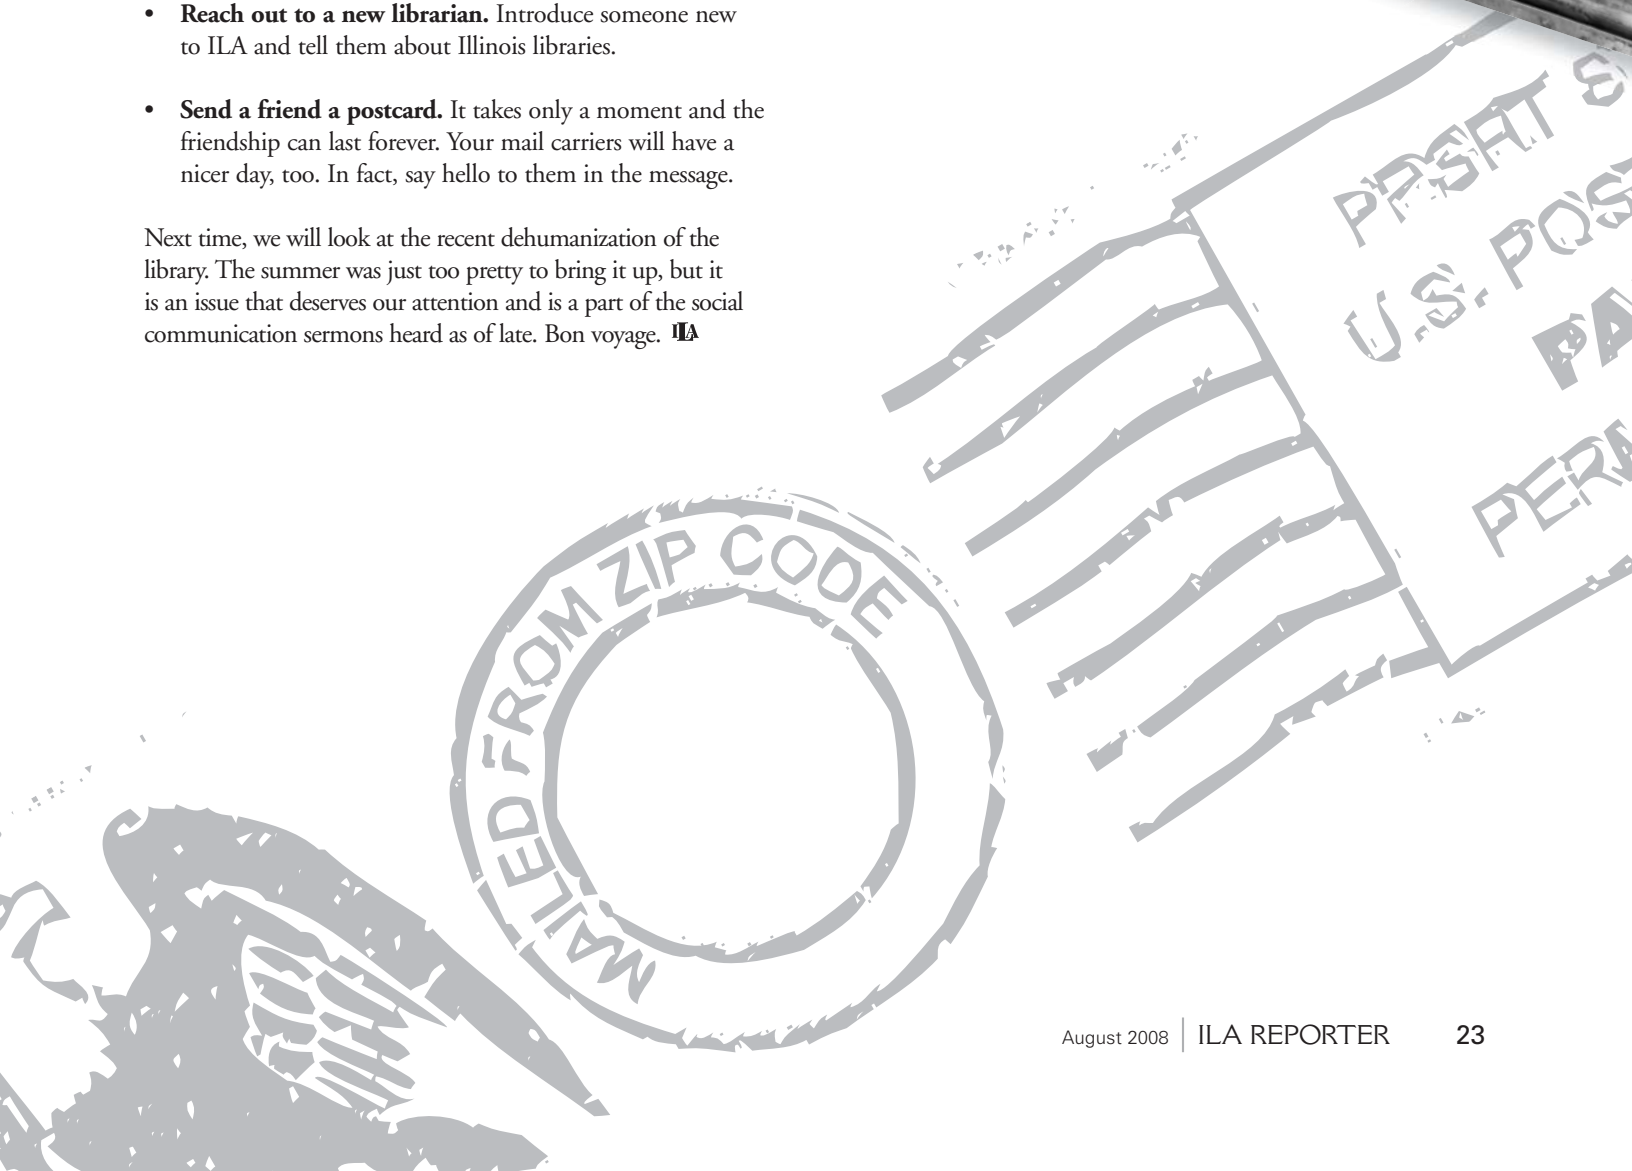 • Reach out to a new librarian. Introduce someone new
to ILA and tell them about Illinois libraries.
• Send a friend a postcard. It takes only a moment and the
friendship can last forever. Your mail carriers will have a
nicer day, too. In fact, say hello to them in the message.
Next time, we will look at the recent dehumanization of the
library. The summer was just too pretty to bring it up, but it
is an issue that deserves our attention and is a part of the social
communication sermons heard as of late. Bon voyage. ILA
PRSRT S
U.S. POST
PA
PERM
MAILED FROM ZIP CODE
August 2008 | ILA REPORTER 23